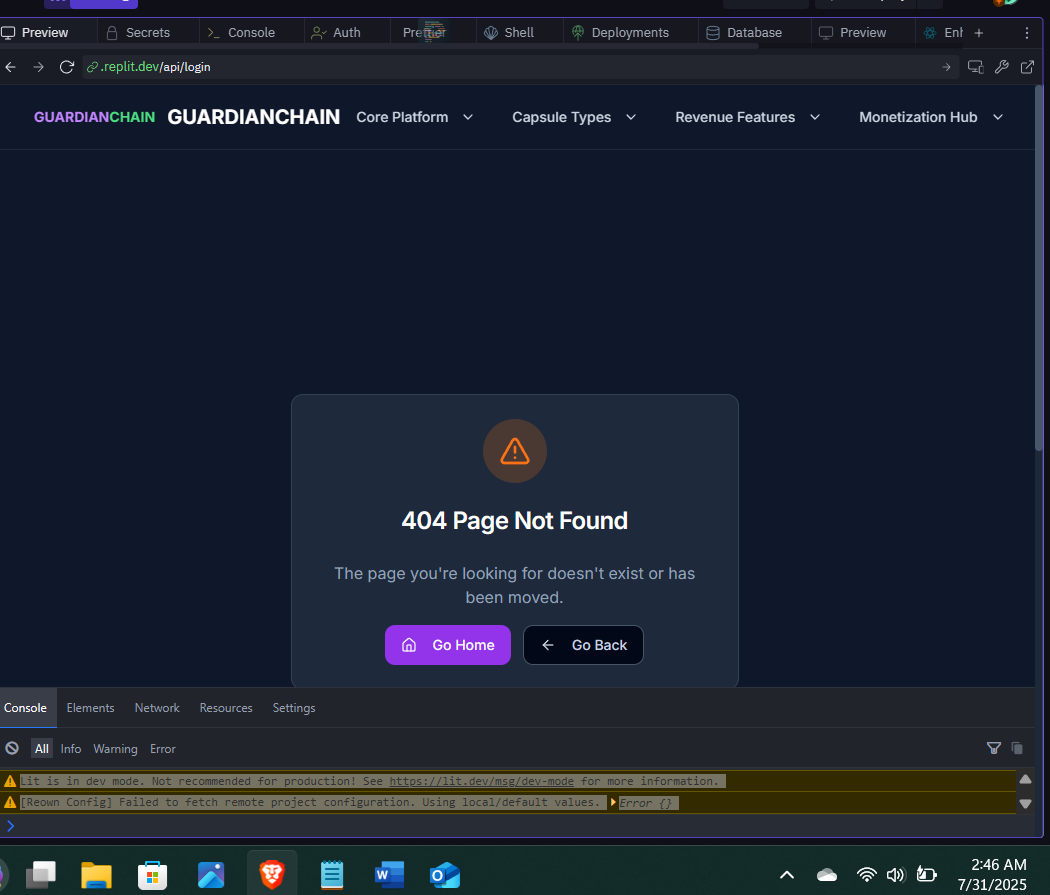 Preview Secrets Console Auth Prettier Shell Deployments Database Preview Enh
.replit.dev/api/login
GUARDIANCHAIN GUARDIANCHAIN Core Platform Capsule Types Revenue Features Monetization Hub
404 Page Not Found
The page you're looking for doesn't exist or has
been moved.
Go Home Go Back
Console Elements Network Resources Settings
All Info Warning Error
Lit is in dev mode. Not recommended for production! See https://lit.dev/msg/dev-mode for more information.
[Reown Config] Failed to fetch remote project configuration. Using local/default values. Error {}
2:46 AM
7/31/2025